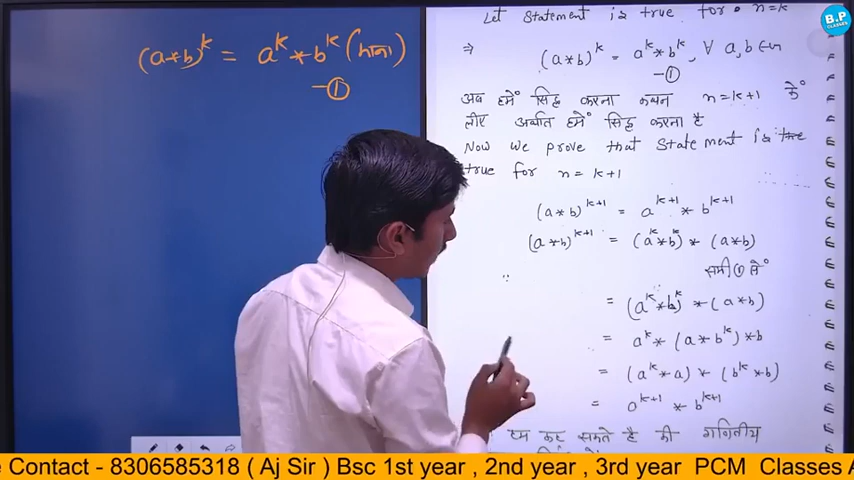 (a*b)^k = a^k * b^k (माना)
—①
Let Statement is true for n=k
⇒ (a*b)^k = a^k * b^k, ∀ a,b ∈
—①
अब हमें सिद्ध करना कथन n=k+1 के
लीए अर्थात हमें सिद्ध करना है
Now we prove that Statement is true
true for n = k+1
(a*b)^k+1 = a^k+1 * b^k+1
(a*b)^k+1 = (a^k*b^k) * (a*b)
समी ① से
∵
= (a^k*b^k) * (a*b)
= a^k * (a*b^k) * b
= (a^k*a) * (b^k*b)
= a^k+1 * b^k+1
हम कह सकते है की गणितीय
B.P
CLASSES
e Contact - 8306585318 ( Aj Sir ) Bsc 1st year , 2nd year , 3rd year PCM Classes A